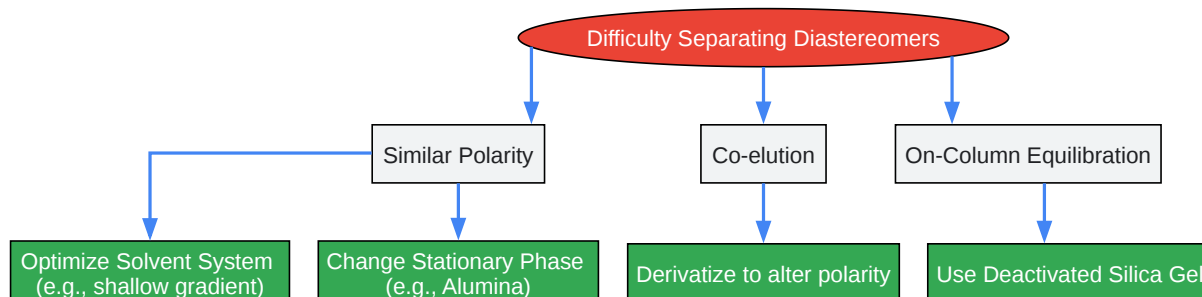 Difficulty Separating Diastereomers
Similar Polarity
Co-elution
On-Column Equilibration
Optimize Solvent System
(e.g., shallow gradient)
Change Stationary Phase
(e.g., Alumina)
Derivatize to alter polarity
Use Deactivated Silica Gel